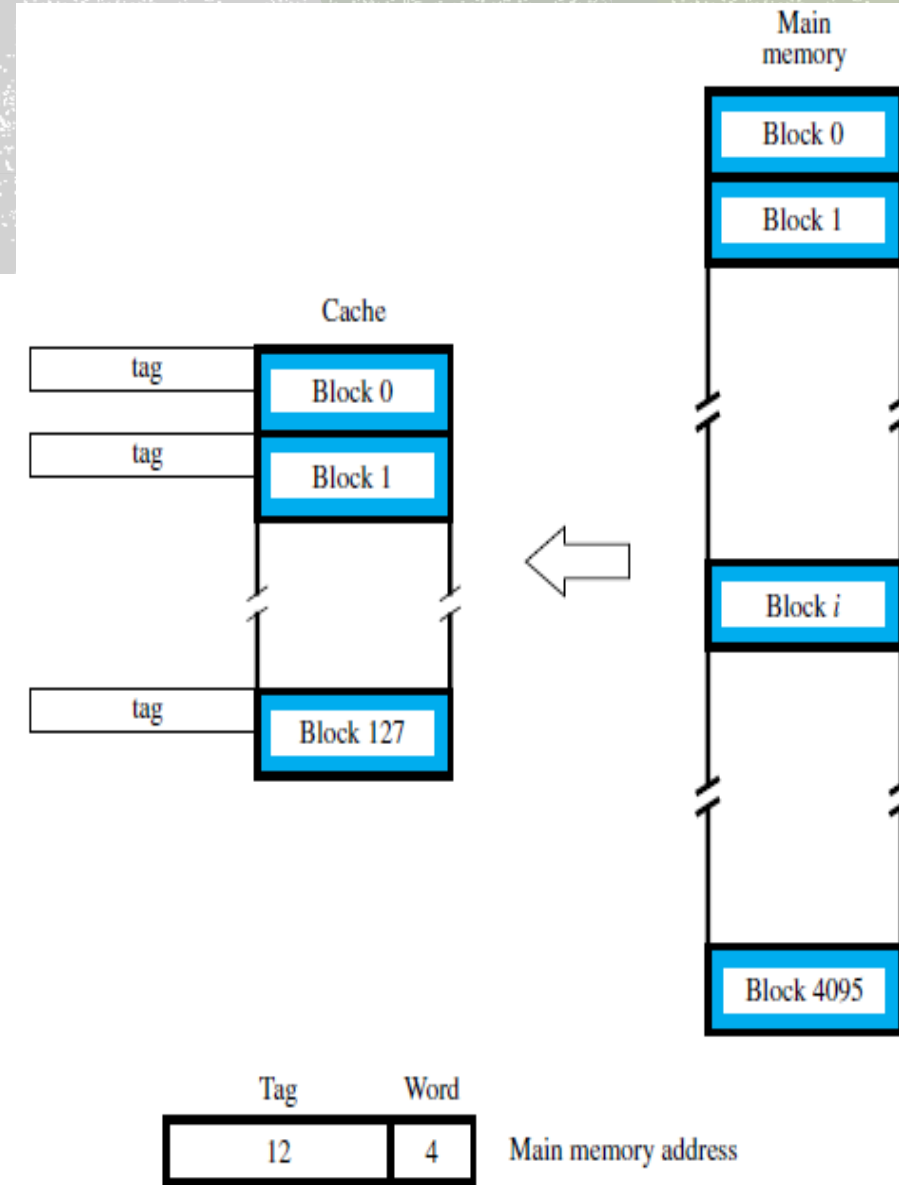 Main
memory
Block 0
Block 1
Cache
tag
Block 0
tag
Block 1
Block i
tag
Block 127
Block 4095
Tag Word
12 4 Main memory address